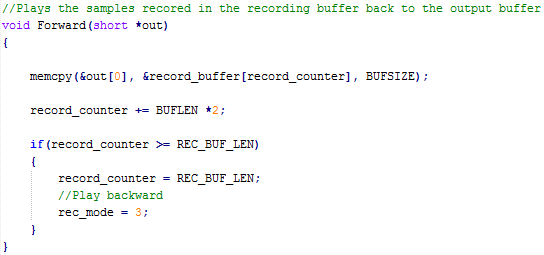 //Plays the samples recored in the recording buffer back to the output buffer
void Forward(short *out)
{
memcpy(&out[0], &record_buffer[record_counter], BUFSIZE);
record_counter += BUFLEN *2;
if(record_counter >= REC_BUF_LEN)
{
record_counter = REC_BUF_LEN;
//Play backward
rec_mode = 3;
}
}